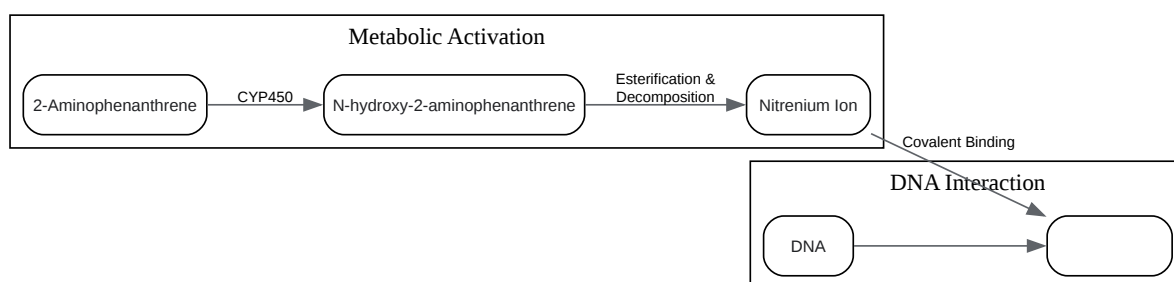 Metabolic Activation
2-Aminophenanthrene
CYP450
N-hydroxy-2-aminophenanthrene
Esterification &
Decomposition
Nitrenium Ion
Covalent Binding
DNA Interaction
DNA